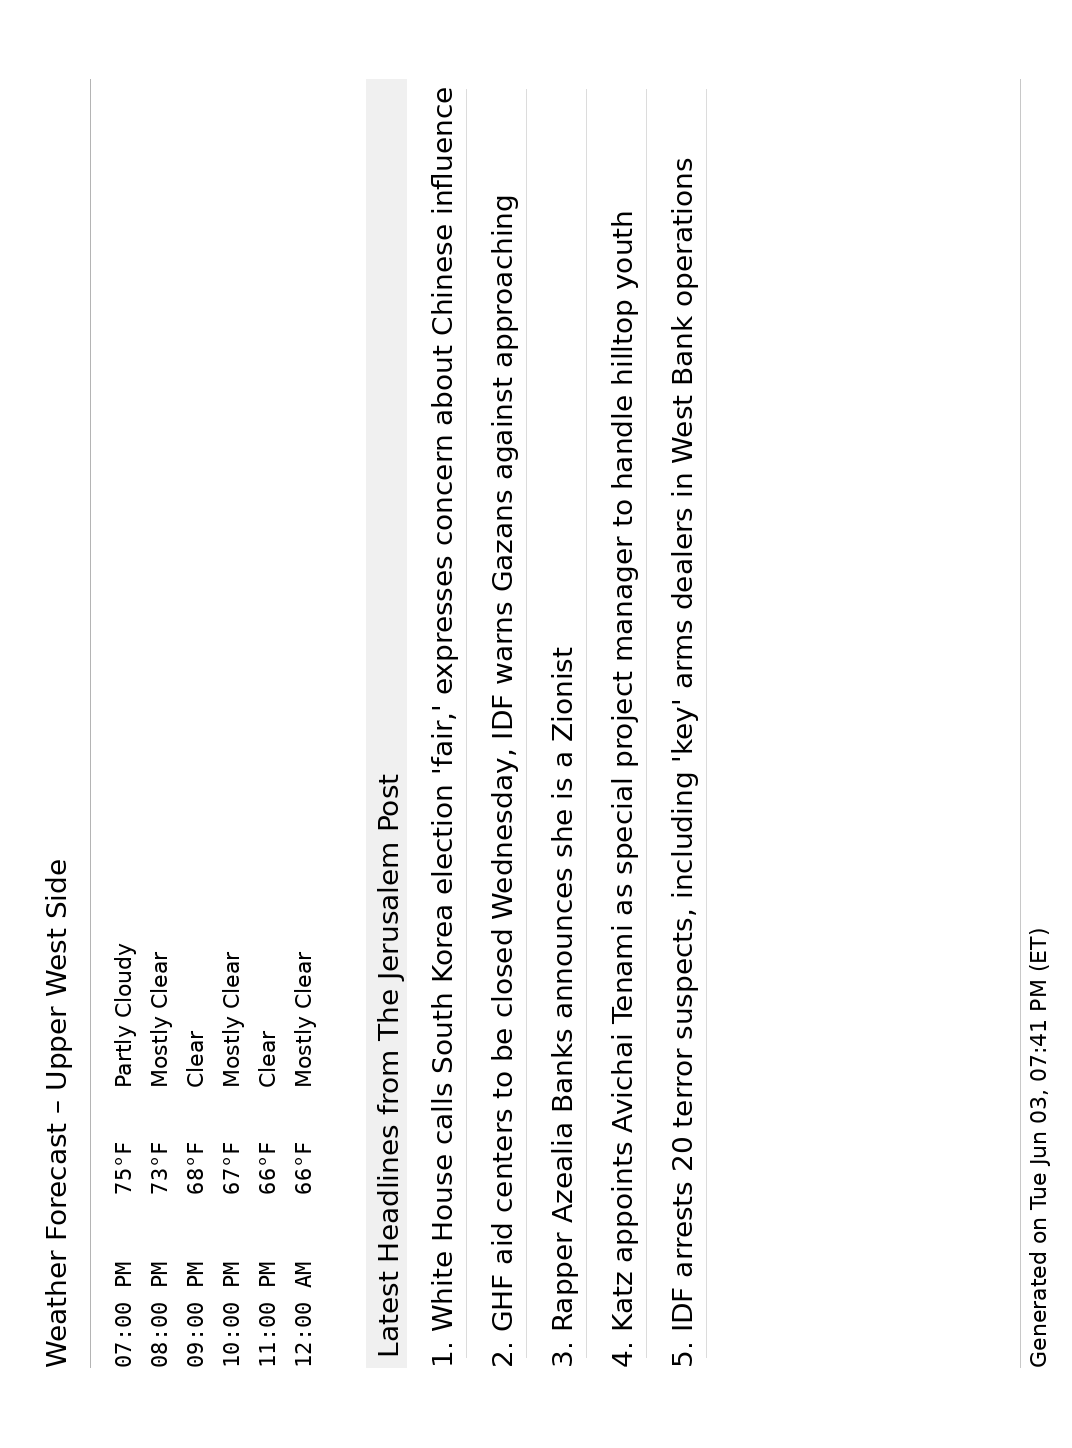 Weather Forecast – Upper West Side
07:00 PM 75°F Partly Cloudy
08:00 PM 73°F Mostly Clear
09:00 PM 68°F Clear
10:00 PM 67°F Mostly Clear
11:00 PM 66°F Clear
12:00 AM 66°F Mostly Clear
Latest Headlines from The Jerusalem Post
1. White House calls South Korea election 'fair,' expresses concern about Chinese influence
2. GHF aid centers to be closed Wednesday, IDF warns Gazans against approaching
3. Rapper Azealia Banks announces she is a Zionist
4. Katz appoints Avichai Tenami as special project manager to handle hilltop youth
5. IDF arrests 20 terror suspects, including 'key' arms dealers in West Bank operations
Generated on Tue Jun 03, 07:41 PM (ET)